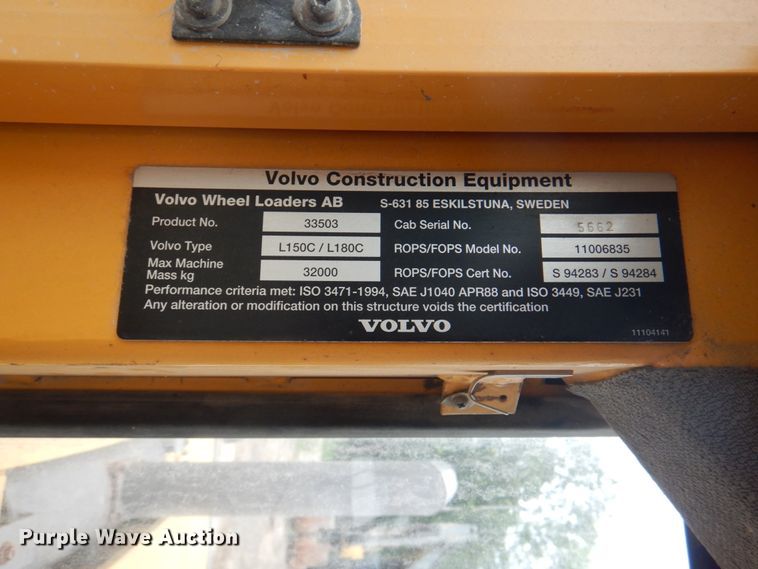 Volvo Construction Equipment
Volvo Wheel Loaders AB S-631 85 ESKILSTUNA, SWEDEN
Product No. 33503 Cab Serial No. 5662
Volvo Type L150C / L180C ROPS/FOPS Model No. 11006835
Max Machine
Mass kg 32000 ROPS/FOPS Cert No. S 94283 / S 94284
Performance criteria met: ISO 3471-1994, SAE J1040 APR88 and ISO 3449, SAE J231
Any alteration or modification on this structure voids the certification
VOLVO
11104141
Purple Wave Auction